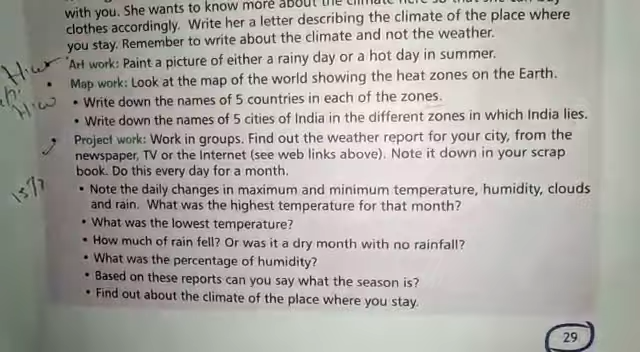 with you. She wants to know more about the climate here so that she can buy
clothes accordingly. Write her a letter describing the climate of the place where
you stay. Remember to write about the climate and not the weather.
Art work: Paint a picture of either a rainy day or a hot day in summer.
H.W
• Map work: Look at the map of the world showing the heat zones on the Earth.
H.W
• Write down the names of 5 countries in each of the zones.
• Write down the names of 5 cities of India in the different zones in which India lies.
Project work: Work in groups. Find out the weather report for your city, from the
newspaper, TV or the Internet (see web links above). Note it down in your scrap
book. Do this every day for a month.
• Note the daily changes in maximum and minimum temperature, humidity, clouds
and rain. What was the highest temperature for that month?
• What was the lowest temperature?
• How much of rain fell? Or was it a dry month with no rainfall?
• What was the percentage of humidity?
• Based on these reports can you say what the season is?
• Find out about the climate of the place where you stay.
29